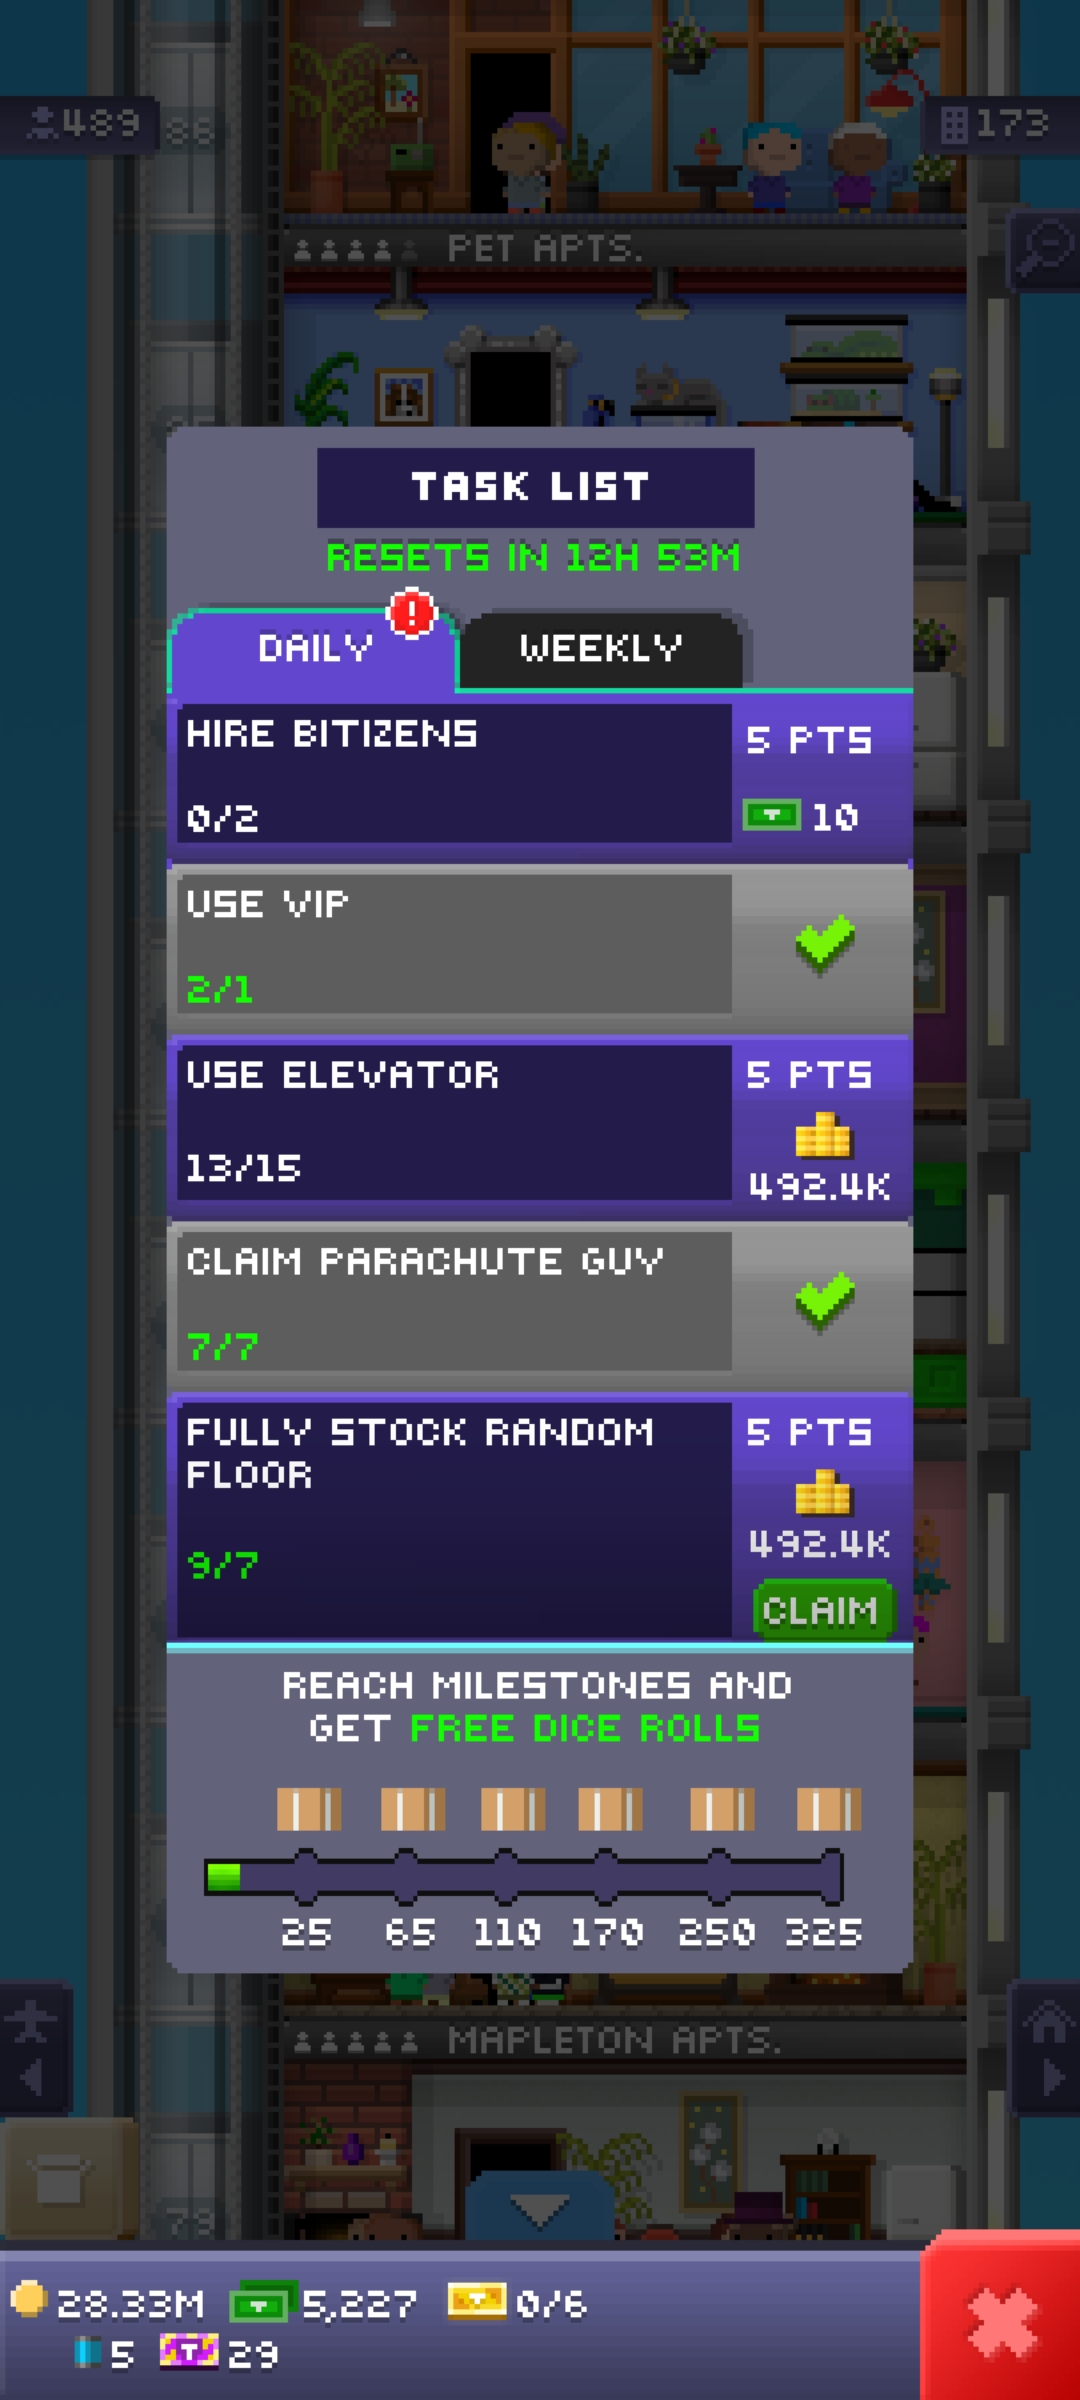 489
86
173
PET APTS.
TASK LIST
RESETS IN 12H 53M
DAILY
!
WEEKLY
HIRE BITIZENS
5 PTS
0/2
10
USE VIP
2/1
USE ELEVATOR
5 PTS
13/15
492.4K
CLAIM PARACHUTE GUY
7/7
FULLY STOCK RANDOM
FLOOR
5 PTS
492.4K
9/7
CLAIM
REACH MILESTONES AND
GET FREE DICE ROLLS
25 65 110 170 250 325
MAPLETON APTS.
78
28.33M 5,227 0/6
5 29